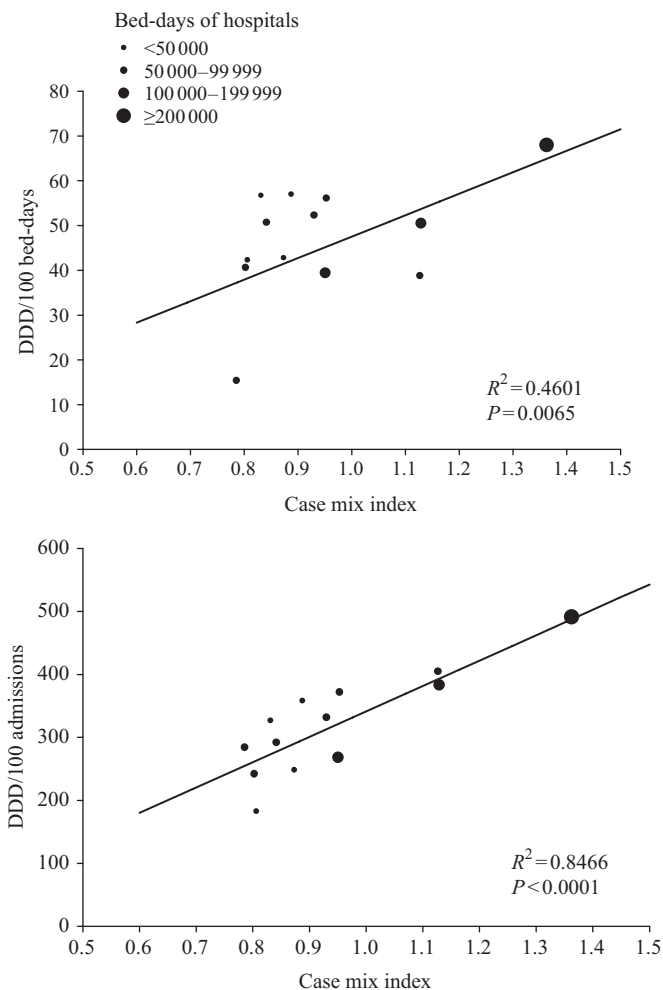 Bed-days of hospitals
<50 000
50 000–99 999
100 000–199 999
≥200 000
80
70
60
50
40
30
20
10
0
DDD/100 bed-days
R²=0.4601
P=0.0065
0.5 0.6 0.7 0.8 0.9 1.0 1.1 1.2 1.3 1.4 1.5
Case mix index
600
500
400
300
200
100
0
DDD/100 admissions
R²=0.8466
P<0.0001
0.5 0.6 0.7 0.8 0.9 1.0 1.1 1.2 1.3 1.4 1.5
Case mix index